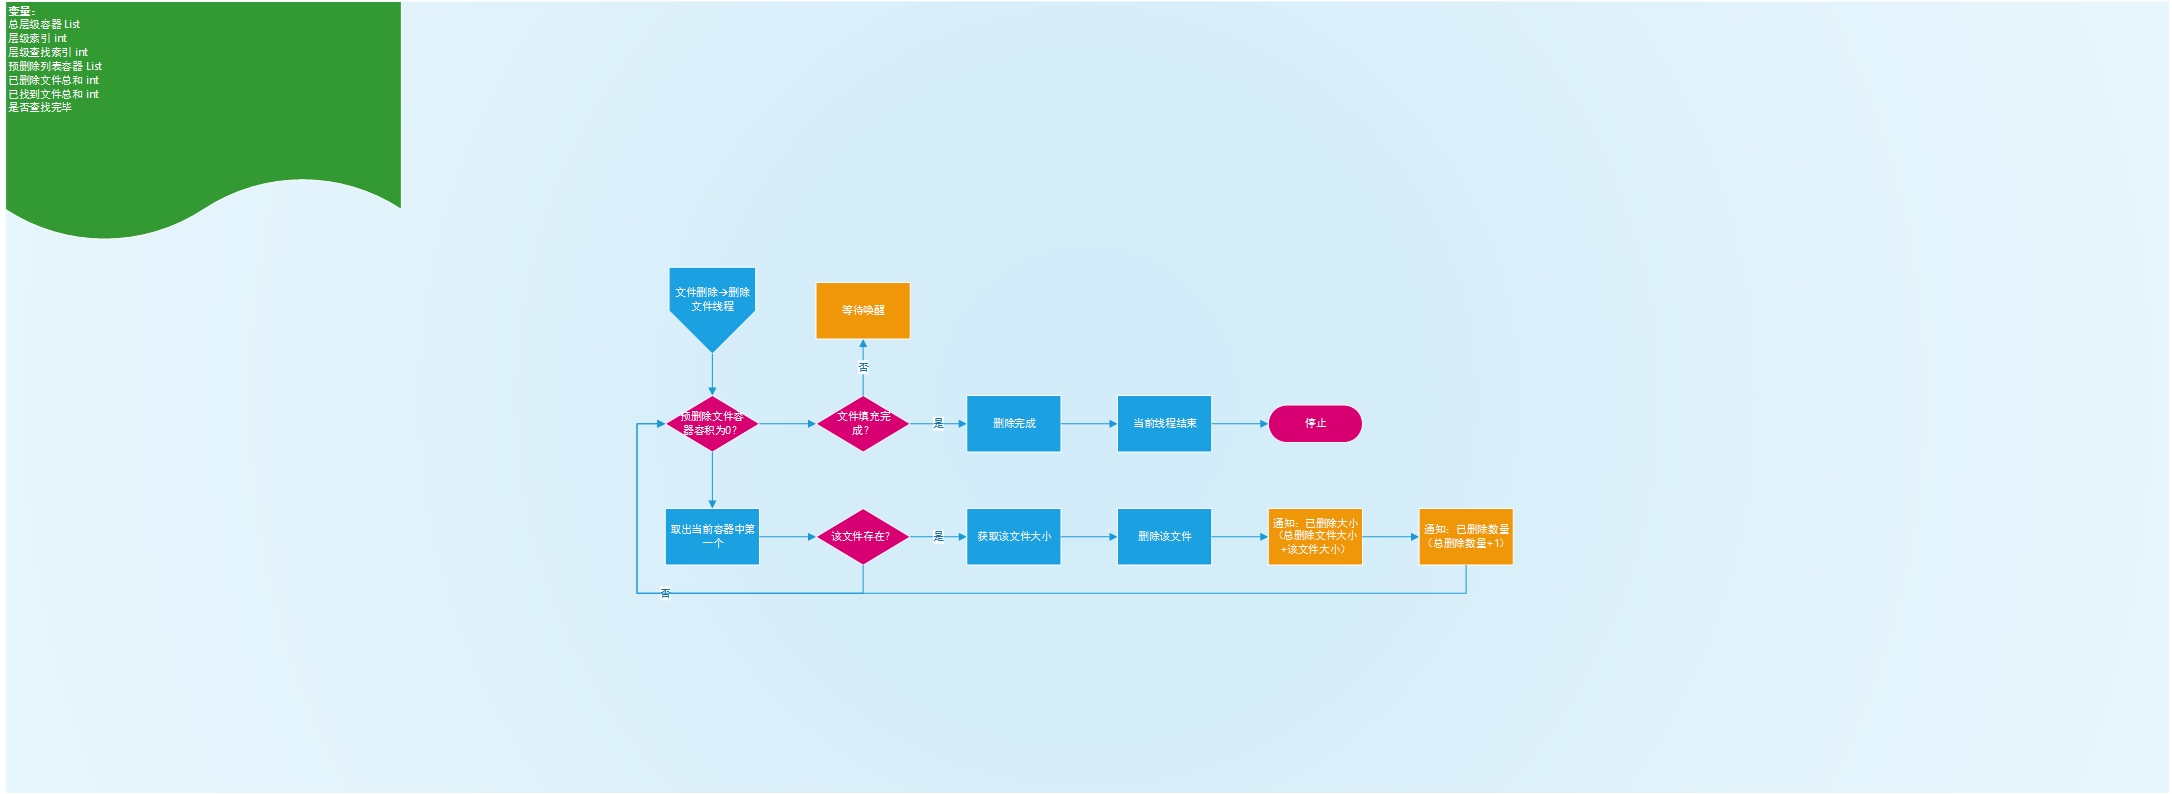 变量：
总层级容器 List
层级索引 int
层级查找索引 int
预删除列表容器 List
已删除文件总和 int
已找到文件总和 int
是否查找完毕
文件删除→删除
文件线程
等待唤醒
否
预删除文件容
器容积为0?
文件填充完
成？
是
删除完成
当前线程结束
停止
取出当前容器中第
一个
该文件存在?
是
获取该文件大小
删除该文件
通知：已删除大小
（总删除文件大小
+该文件大小）
通知：已删除数量
（总删除数量+1）
否